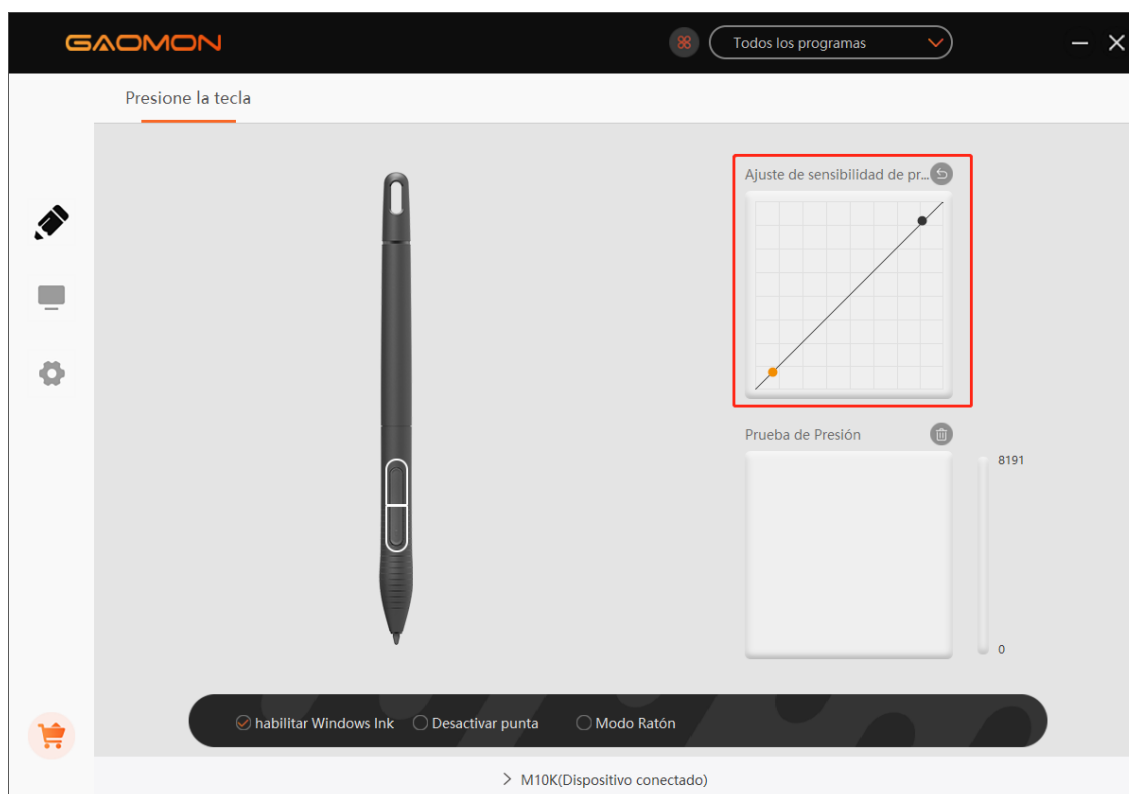 GAOMON
Todos los programas
Presione la tecla
Ajuste de sensibilidad de pr...
Prueba de Presión
8191
0
habilitar Windows Ink
Desactivar punta
Modo Ratón
M10K(Dispositivo conectado)